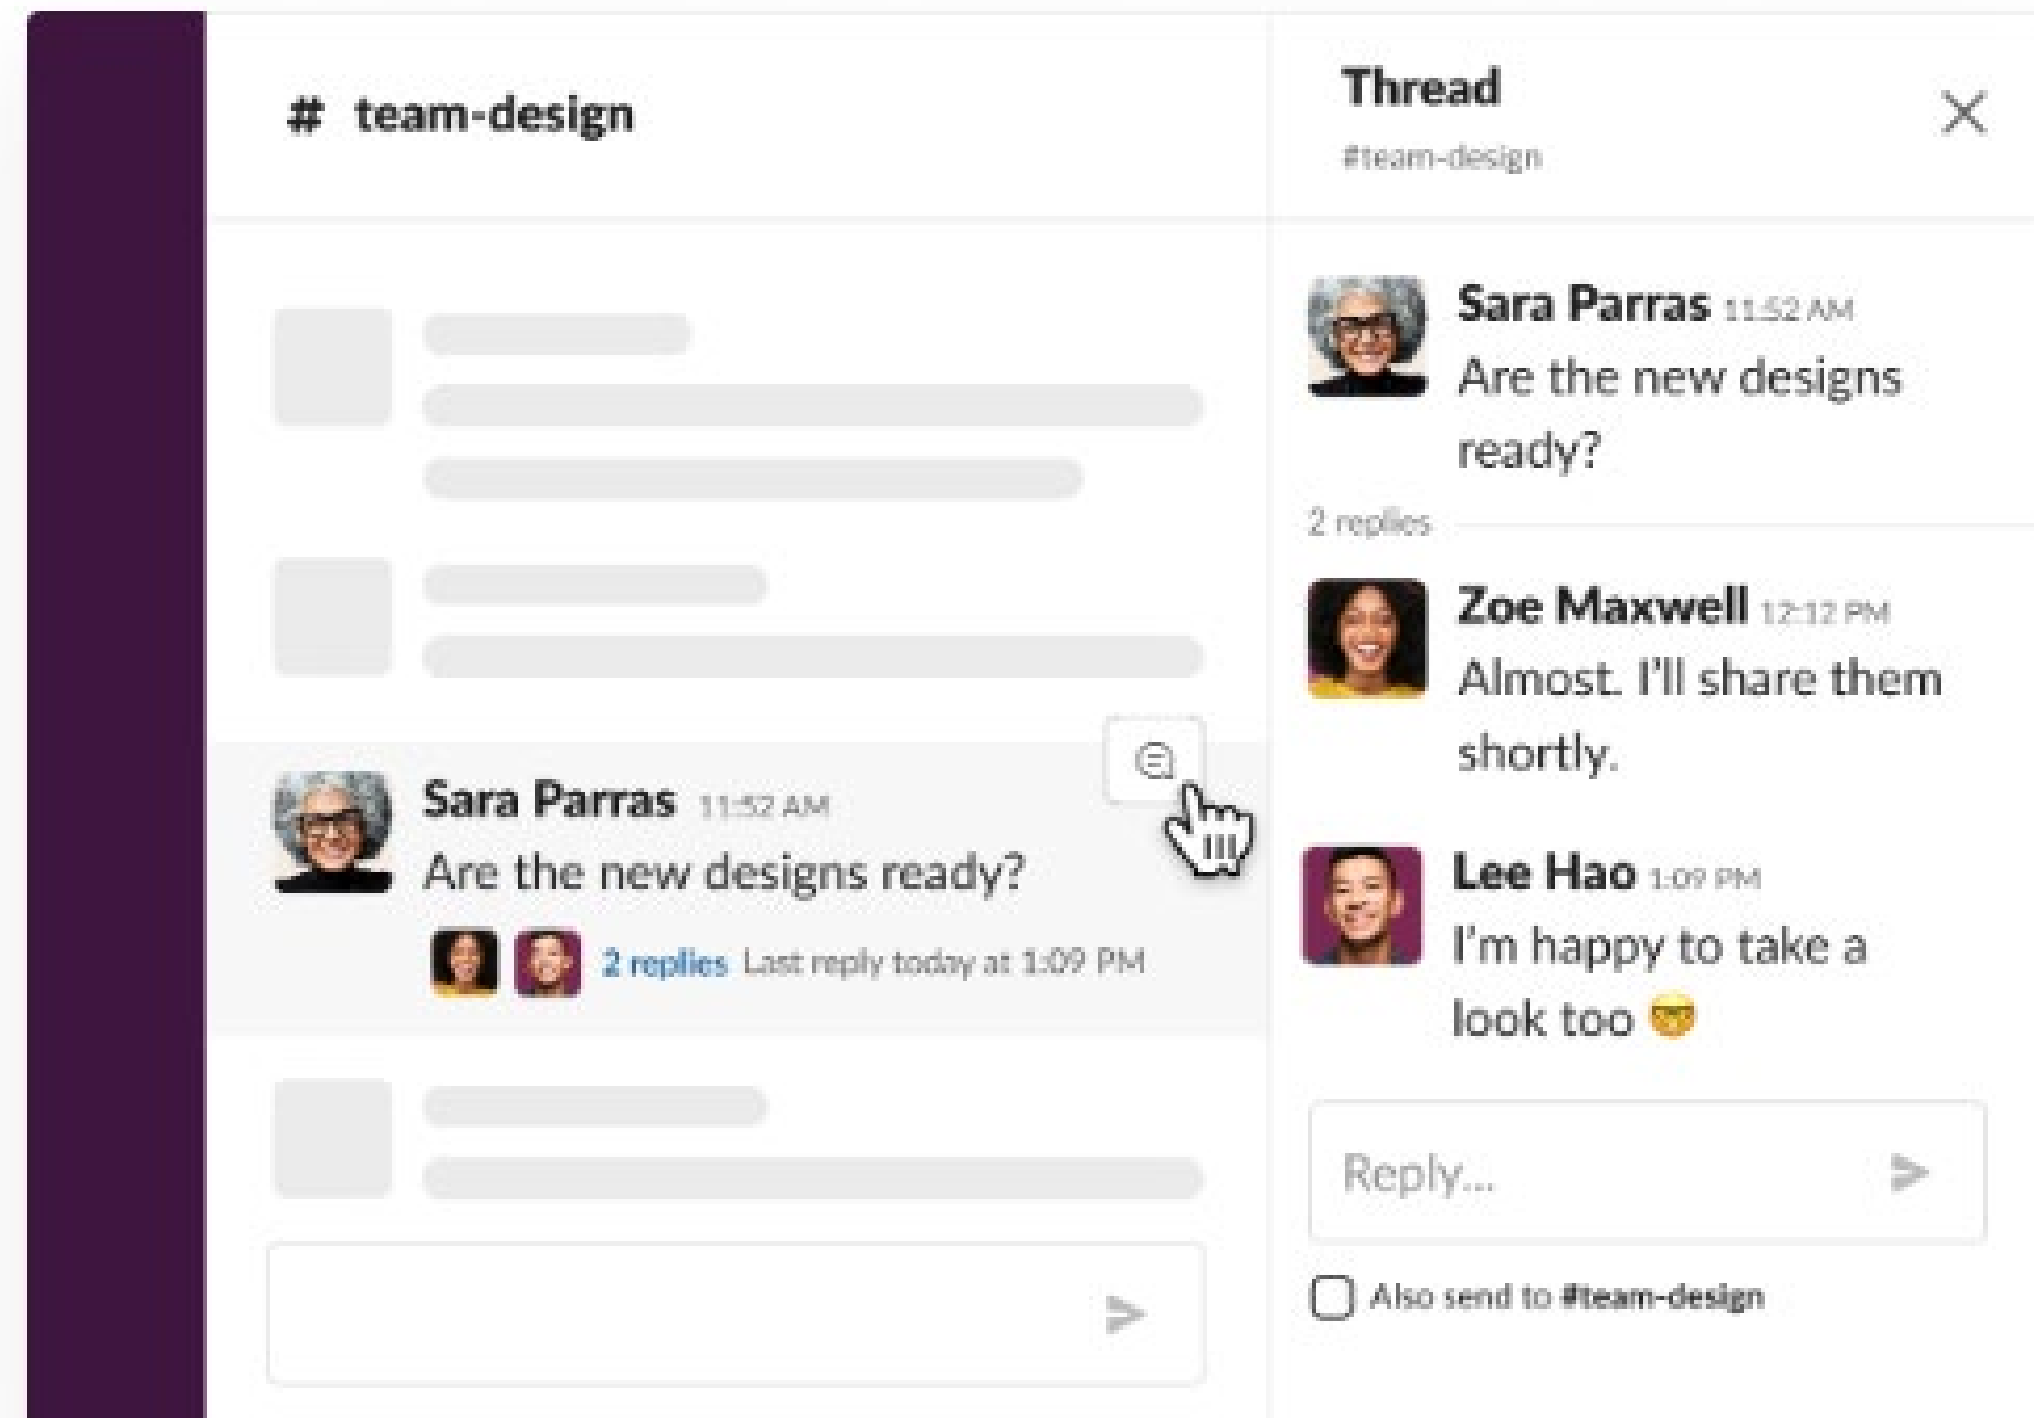 # team-design
Sara Parras 11:52 AM
Are the new designs ready?
2 replies Last reply today at 1:09 PM
Thread
#team-design
Sara Parras 11:52 AM
Are the new designs
ready?
2 replies
Zoe Maxwell 12:12 PM
Almost. I’ll share them
shortly.
Lee Hao 1:09 PM
I’m happy to take a
look too 🤓
Reply...
Also send to #team-design